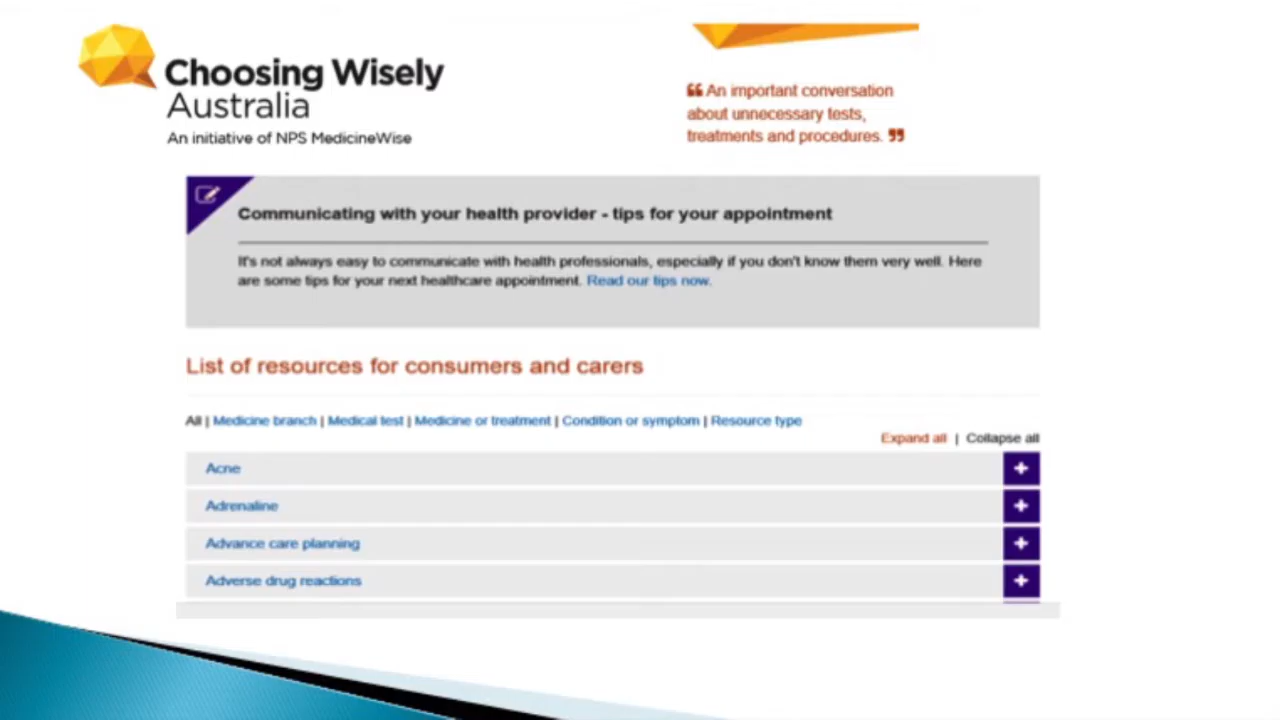 Choosing Wisely
Australia
An initiative of NPS MedicineWise
“ An important conversation
about unnecessary tests,
treatments and procedures. ”
Communicating with your health provider - tips for your appointment
It's not always easy to communicate with health professionals, especially if you don't know them very well. Here
are some tips for your next healthcare appointment. Read our tips now.
List of resources for consumers and carers
All | Medicine branch | Medical test | Medicine or treatment | Condition or symptom | Resource type
Expand all | Collapse all
Acne
Adrenaline
Advance care planning
Adverse drug reactions